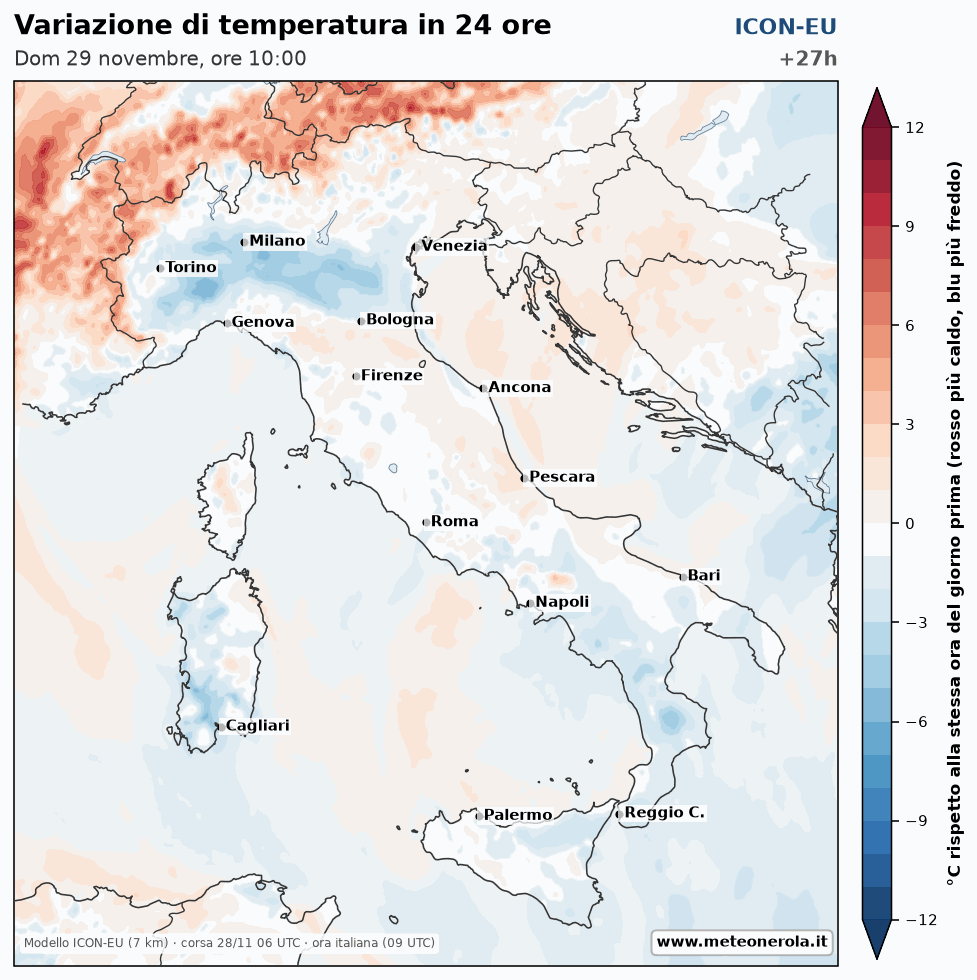 Variazione di temperatura in 24 ore
ICON-EU
Dom 29 novembre, ore 10:00
+27h
Milano
Venezia
Torino
Genova
Bologna
Firenze
Ancona
Pescara
Roma
Bari
Napoli
Cagliari
Palermo
Reggio C.
Modello ICON-EU (7 km) · corsa 28/11 06 UTC · ora italiana (09 UTC)
www.meteonerola.it
12
9
6
3
0
−3
−6
−9
−12
°C rispetto alla stessa ora del giorno prima (rosso più caldo, blu più freddo)